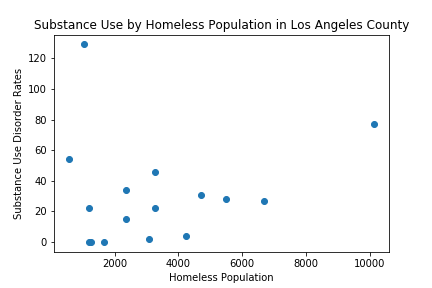 Substance Use by Homeless Population in Los Angeles County
Substance Use Disorder Rates
120
100
80
60
40
20
0
2000 4000 6000 8000 10000
Homeless Population